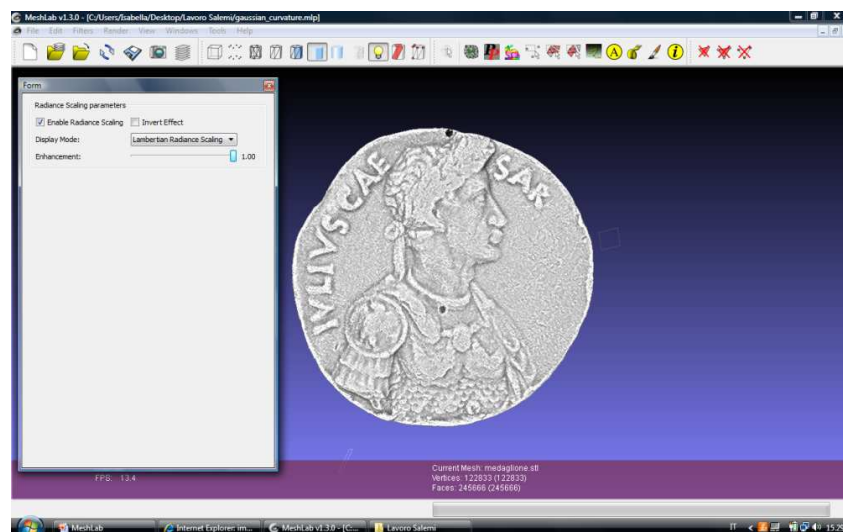 MeshLab v1.3.0 - [C:/Users/Isabella/Desktop/Lavoro Salemi/gaussian_curvature.mlp]
File Edit Filters Render View Windows Tools Help
Form
Radiance Scaling parameters
Enable Radiance Scaling Invert Effect
Display Mode: Lambertian Radiance Scaling
Enhancement: 1.00
IVLIVS CAE SAR
FPS: 13.4
Current Mesh: medaglione.stl
Vertices: 122833 (122833)
Faces: 245666 (245666)
MeshLab Internet Explorer: im... MeshLab v1.3.0 - [C:... Lavoro Salemi IT 15.29